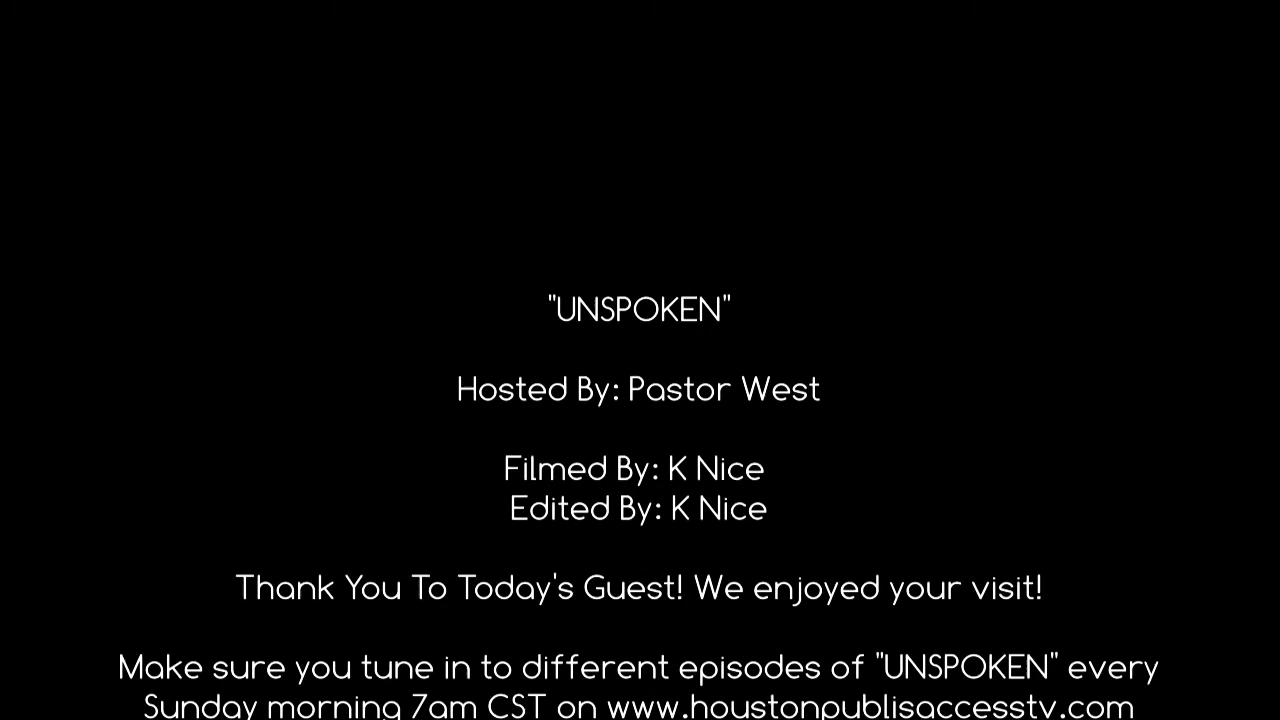 "UNSPOKEN"
Hosted By: Pastor West
Filmed By: K Nice
Edited By: K Nice
Thank You To Today's Guest! We enjoyed your visit!
Make sure you tune in to different episodes of "UNSPOKEN" every
Sunday morning 7am CST on www.houstonpublisaccesstv.com